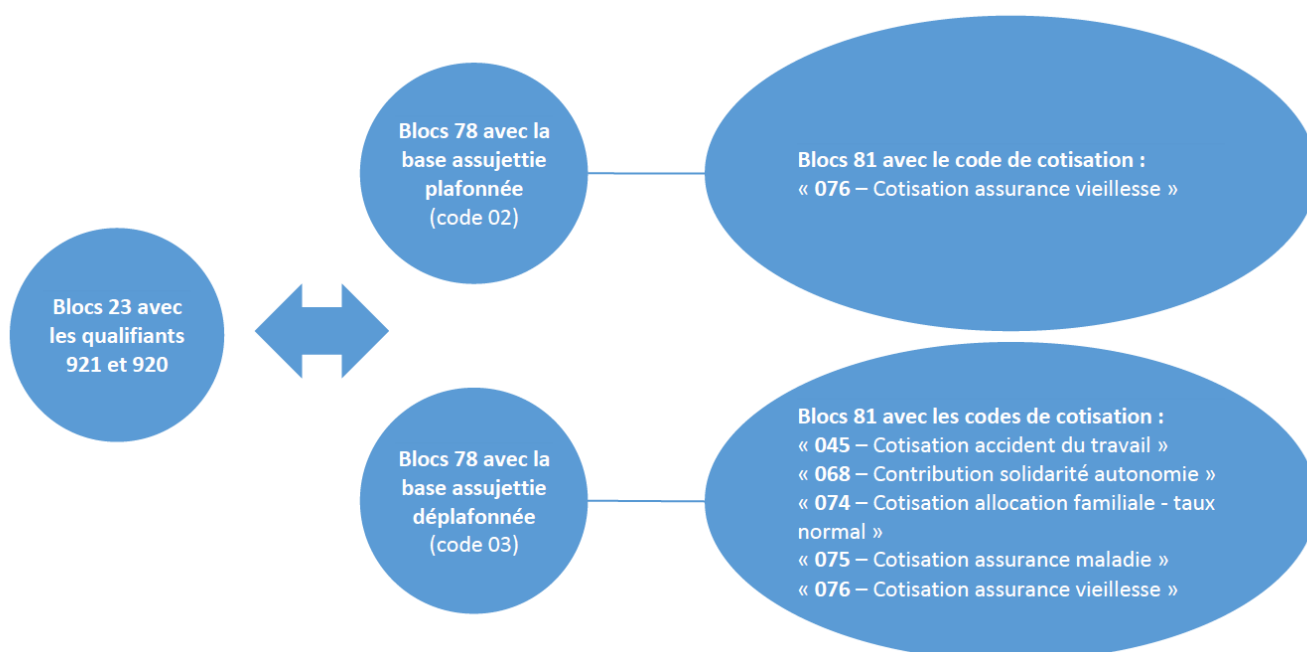 Blocs 23 avec
les qualifiants
921 et 920
Blocs 78 avec la
base assujettie
plafonnée
(code 02)
Blocs 81 avec le code de cotisation :
« 076 – Cotisation assurance vieillesse »
Blocs 78 avec la
base assujettie
déplafonnée
(code 03)
Blocs 81 avec les codes de cotisation :
« 045 – Cotisation accident du travail »
« 068 – Contribution solidarité autonomie »
« 074 – Cotisation allocation familiale - taux
normal »
« 075 – Cotisation assurance maladie »
« 076 – Cotisation assurance vieillesse »